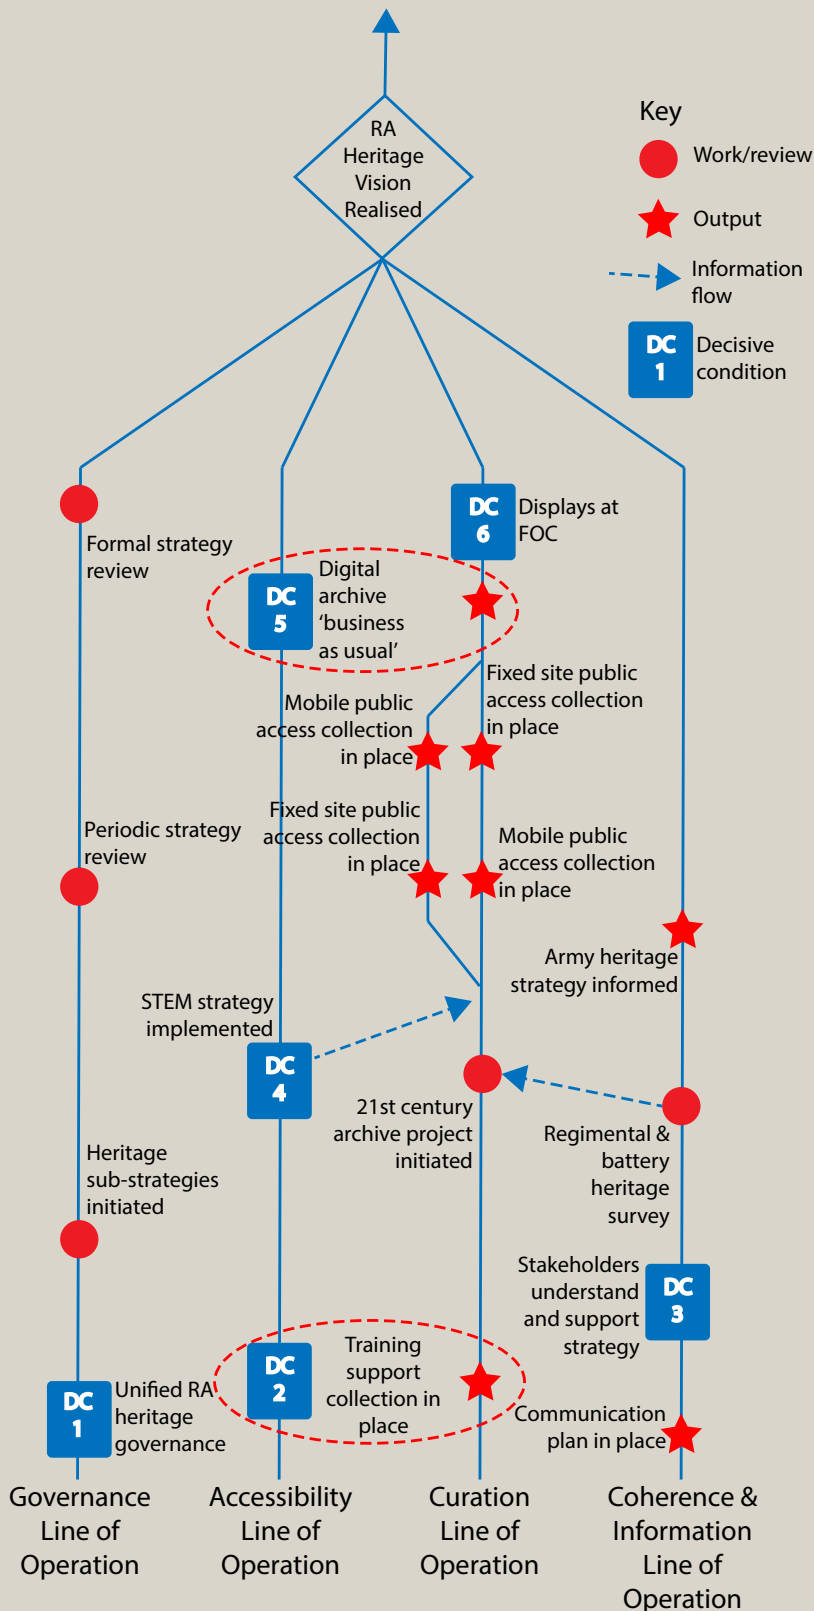 RA
Heritage
Vision
Realised
Key
Work/review
Output
Information
flow
DC
1
Decisive
condition
Formal strategy
review
DC
6
Displays at
FOC
DC
5
Digital
archive
‘business
as usual’
Mobile public
access collection
in place
Fixed site public
access collection
in place
Periodic strategy
review
Fixed site public
access collection
in place
Mobile public
access collection
in place
Army heritage
strategy informed
STEM strategy
implemented
DC
4
21st century
archive project
initiated
Regimental &
battery
heritage
survey
Heritage
sub-strategies
initiated
Stakeholders
understand
and support
strategy
DC
3
DC
2
Training
support
collection in
place
DC
1
Unified RA
heritage
governance
Communication
plan in place
Governance
Line of
Operation
Accessibility
Line of
Operation
Curation
Line of
Operation
Coherence &
Information
Line of
Operation